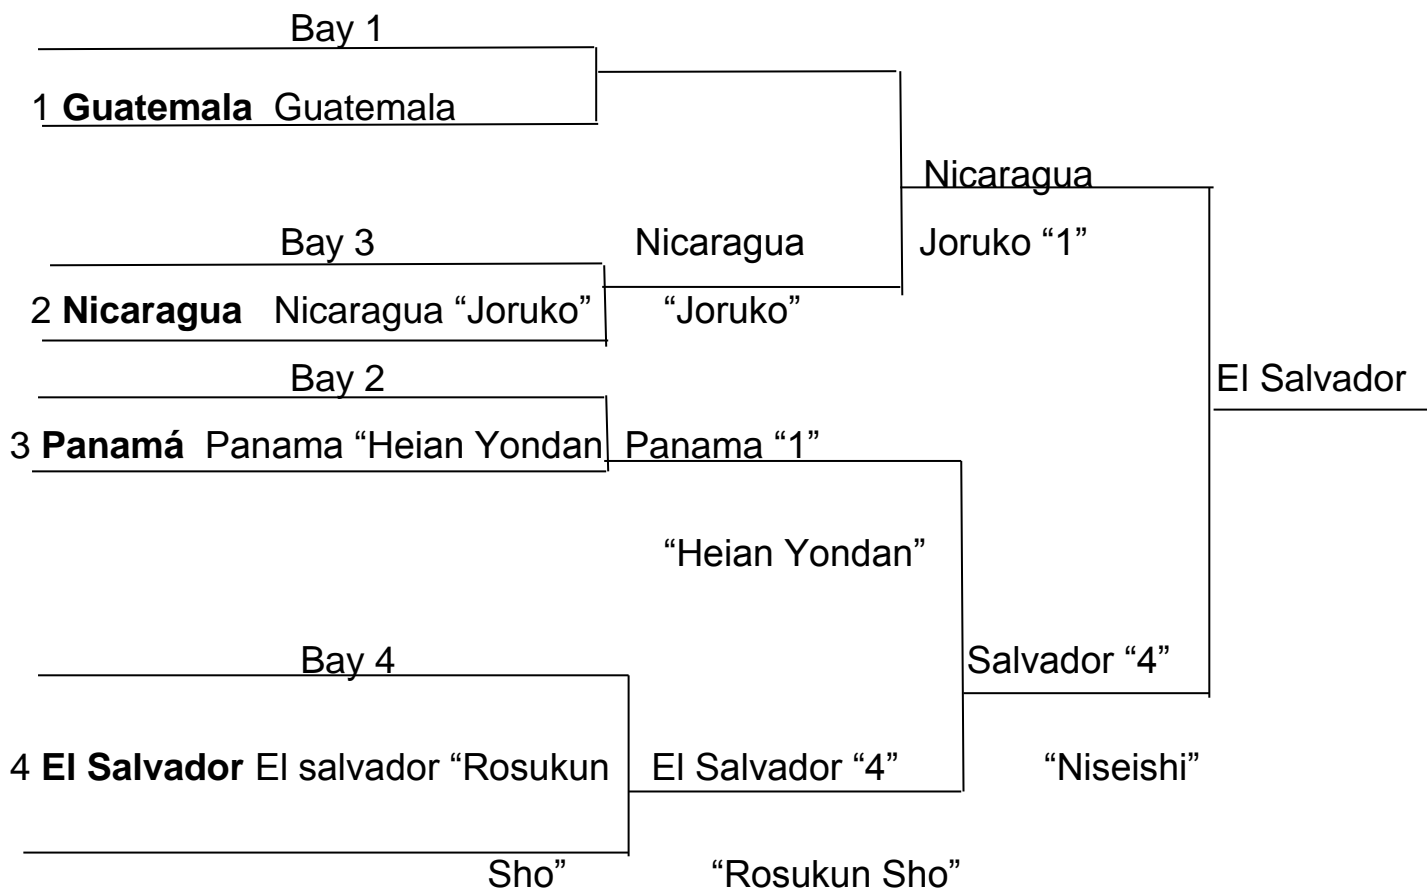 Bay 1
1 Guatemala Guatemala
Nicaragua
Bay 3 Nicaragua Joruko “1”
2 Nicaragua Nicaragua “Joruko” “Joruko”
Bay 2 El Salvador
3 Panamá Panama “Heian Yondan Panama “1”
“Heian Yondan”
Bay 4 Salvador “4”
4 El Salvador El salvador “Rosukun El Salvador “4” “Niseishi”
Sho” “Rosukun Sho”